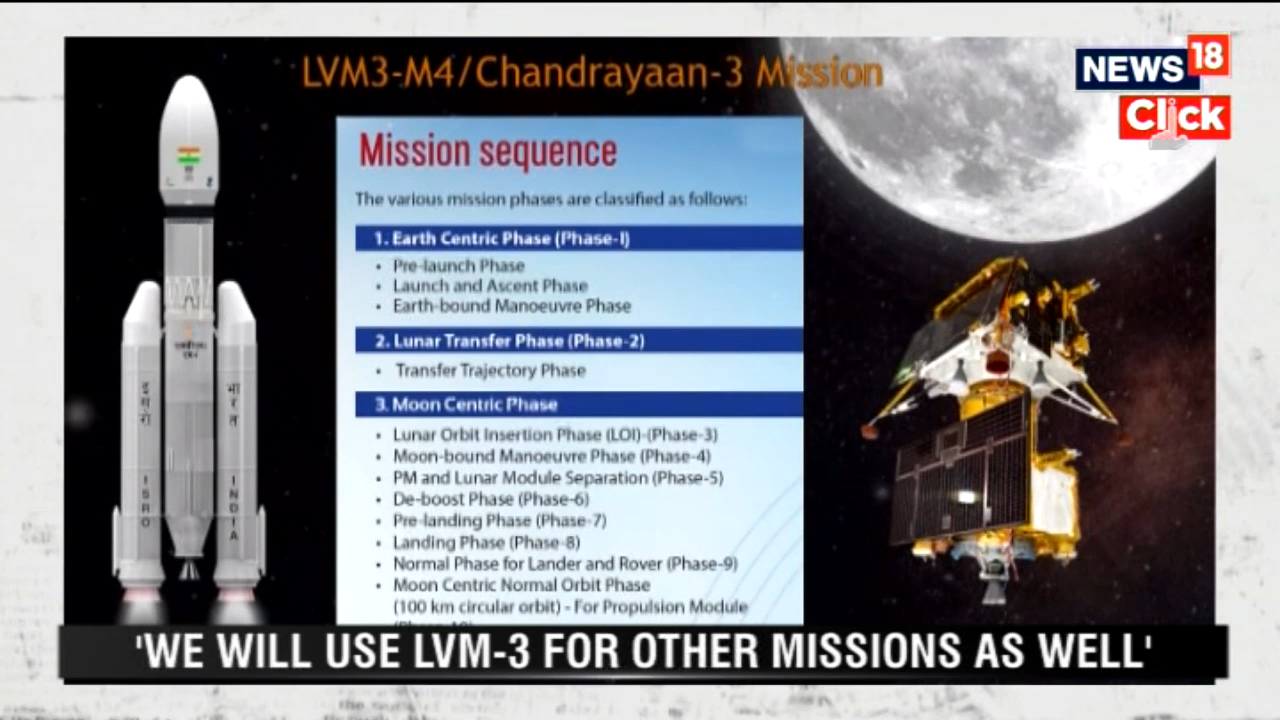 LVM3-M4/Chandrayaan-3 Mission
NEWS 18
Click
Mission sequence
The various mission phases are classified as follows:
1. Earth Centric Phase (Phase-I)
• Pre-launch Phase
• Launch and Ascent Phase
• Earth-bound Manoeuvre Phase
2. Lunar Transfer Phase (Phase-2)
• Transfer Trajectory Phase
3. Moon Centric Phase
• Lunar Orbit Insertion Phase (LOI)-(Phase-3)
• Moon-bound Manoeuvre Phase (Phase-4)
• PM and Lunar Module Separation (Phase-5)
• De-boost Phase (Phase-6)
• Pre-landing Phase (Phase-7)
• Landing Phase (Phase-8)
• Normal Phase for Lander and Rover (Phase-9)
• Moon Centric Normal Orbit Phase
(100 km circular orbit) - For Propulsion Module
इसरो
ISRO
भारत
INDIA
'WE WILL USE LVM-3 FOR OTHER MISSIONS AS WELL'